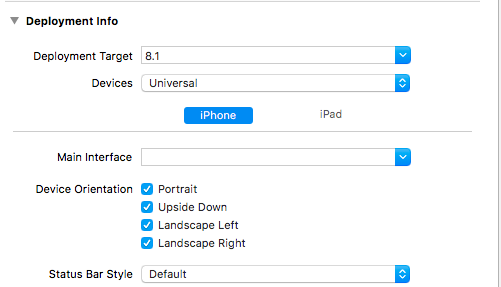 Deployment Info
Deployment Target 8.1
Devices Universal
iPhone iPad
Main Interface
Device Orientation Portrait
Upside Down
Landscape Left
Landscape Right
Status Bar Style Default